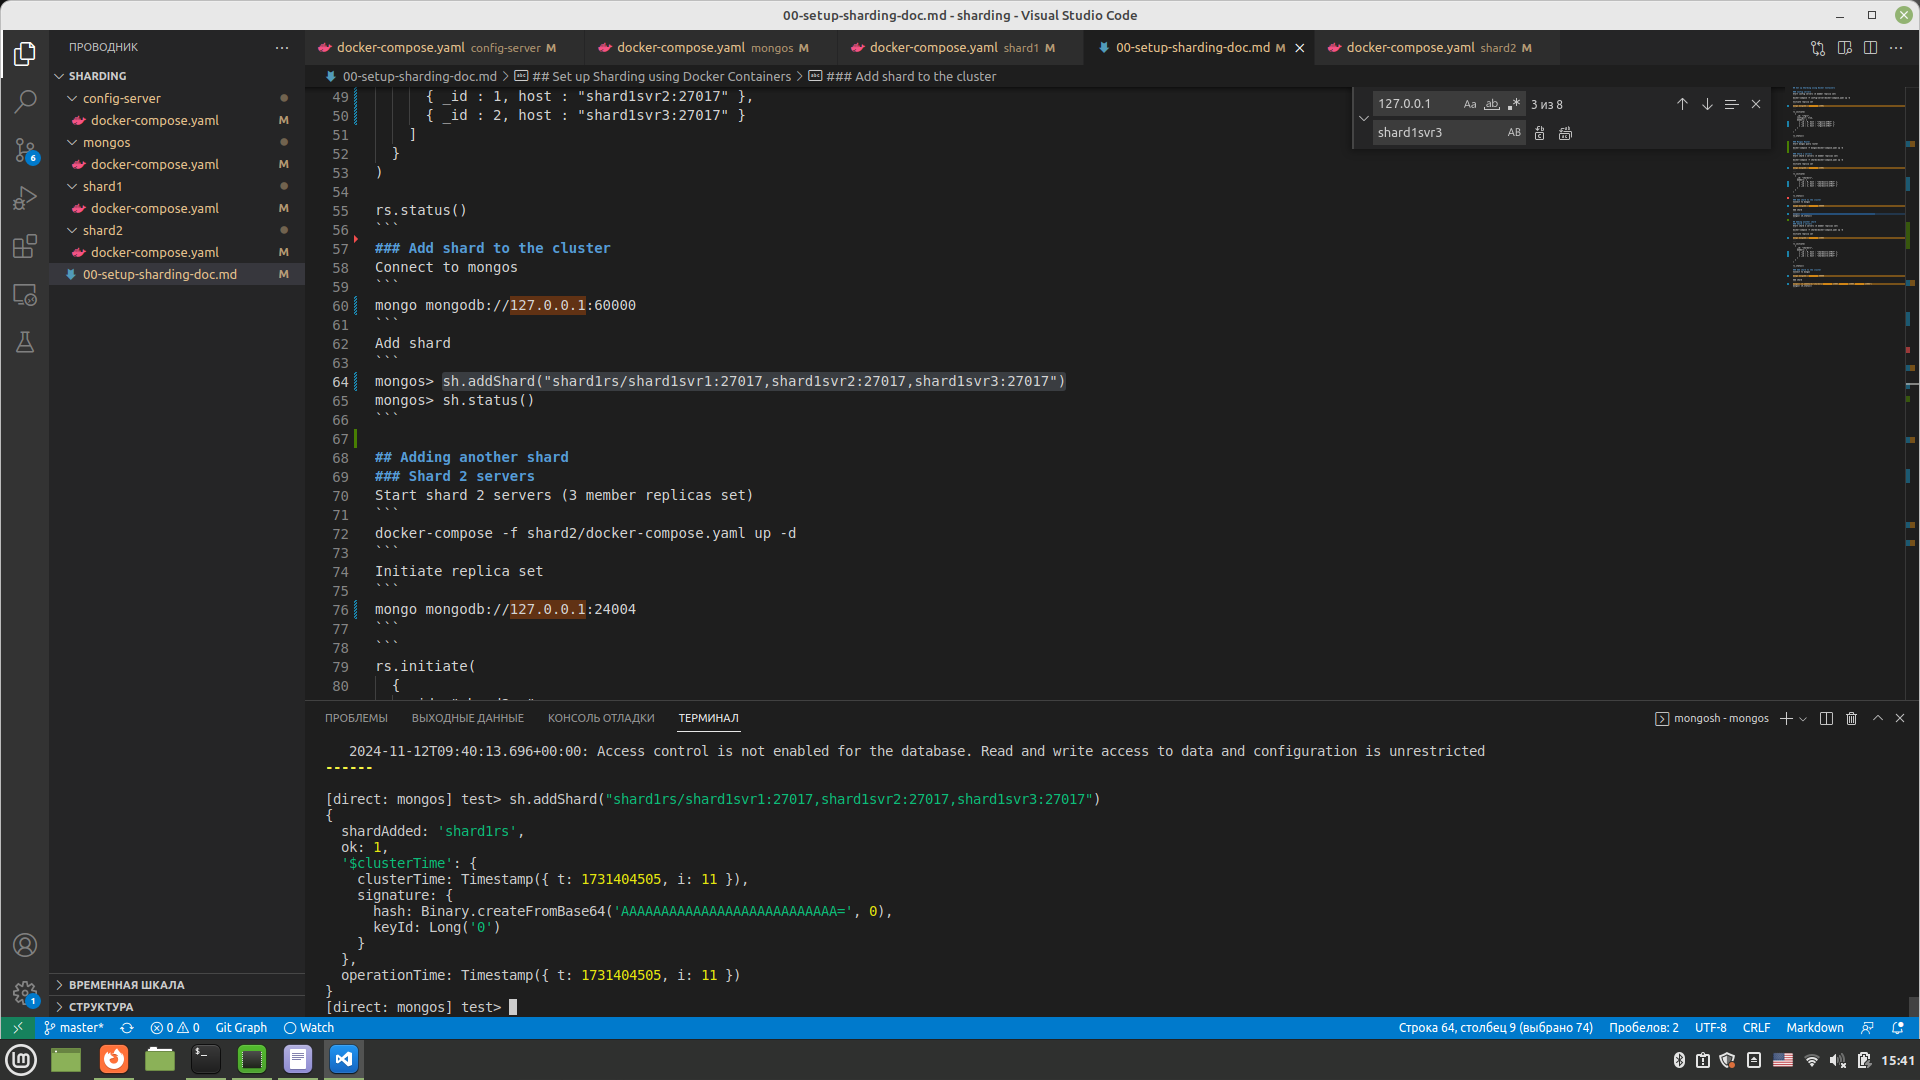 00-setup-sharding-doc.md - sharding - Visual Studio Code
ПРОВОДНИК
SHARDING
config-server
docker-compose.yaml M
mongos
docker-compose.yaml M
shard1
docker-compose.yaml M
shard2
docker-compose.yaml M
00-setup-sharding-doc.md M
ВРЕМЕННАЯ ШКАЛА
СТРУКТУРА
docker-compose.yaml config-server M
docker-compose.yaml mongos M
docker-compose.yaml shard1 M
00-setup-sharding-doc.md M
docker-compose.yaml shard2 M
00-setup-sharding-doc.md > ## Set up Sharding using Docker Containers > ### Add shard to the cluster
127.0.0.1 Aa ab .* 3 из 8
shard1svr3 AB
49 { _id : 1, host : "shard1svr2:27017" },
50 { _id : 2, host : "shard1svr3:27017" }
51 ]
52 }
53 )
54
55 rs.status()
56 ```
57 ### Add shard to the cluster
58 Connect to mongos
59 ```
60 mongo mongodb://127.0.0.1:60000
61 ```
62 Add shard
63 ```
64 mongos> sh.addShard("shard1rs/shard1svr1:27017,shard1svr2:27017,shard1svr3:27017")
65 mongos> sh.status()
66 ```
67
68 ## Adding another shard
69 ### Shard 2 servers
70 Start shard 2 servers (3 member replicas set)
71 ```
72 docker-compose -f shard2/docker-compose.yaml up -d
73 ```
74 Initiate replica set
75 ```
76 mongo mongodb://127.0.0.1:24004
77 ```
78 ```
79 rs.initiate(
80 {
ПРОБЛЕМЫ ВЫХОДНЫЕ ДАННЫЕ КОНСОЛЬ ОТЛАДКИ ТЕРМИНАЛ
mongosh - mongos
2024-11-12T09:40:13.696+00:00: Access control is not enabled for the database. Read and write access to data and configuration is unrestricted
------
[direct: mongos] test> sh.addShard("shard1rs/shard1svr1:27017,shard1svr2:27017,shard1svr3:27017")
{
shardAdded: 'shard1rs',
ok: 1,
'$clusterTime': {
clusterTime: Timestamp({ t: 1731404505, i: 11 }),
signature: {
hash: Binary.createFromBase64('AAAAAAAAAAAAAAAAAAAAAAAAAAA=', 0),
keyId: Long('0')
}
},
operationTime: Timestamp({ t: 1731404505, i: 11 })
}
[direct: mongos] test>
6
1
master* 0 0 Git Graph Watch
Строка 64, столбец 9 (выбрано 74) Пробелов: 2 UTF-8 CRLF Markdown
15:41